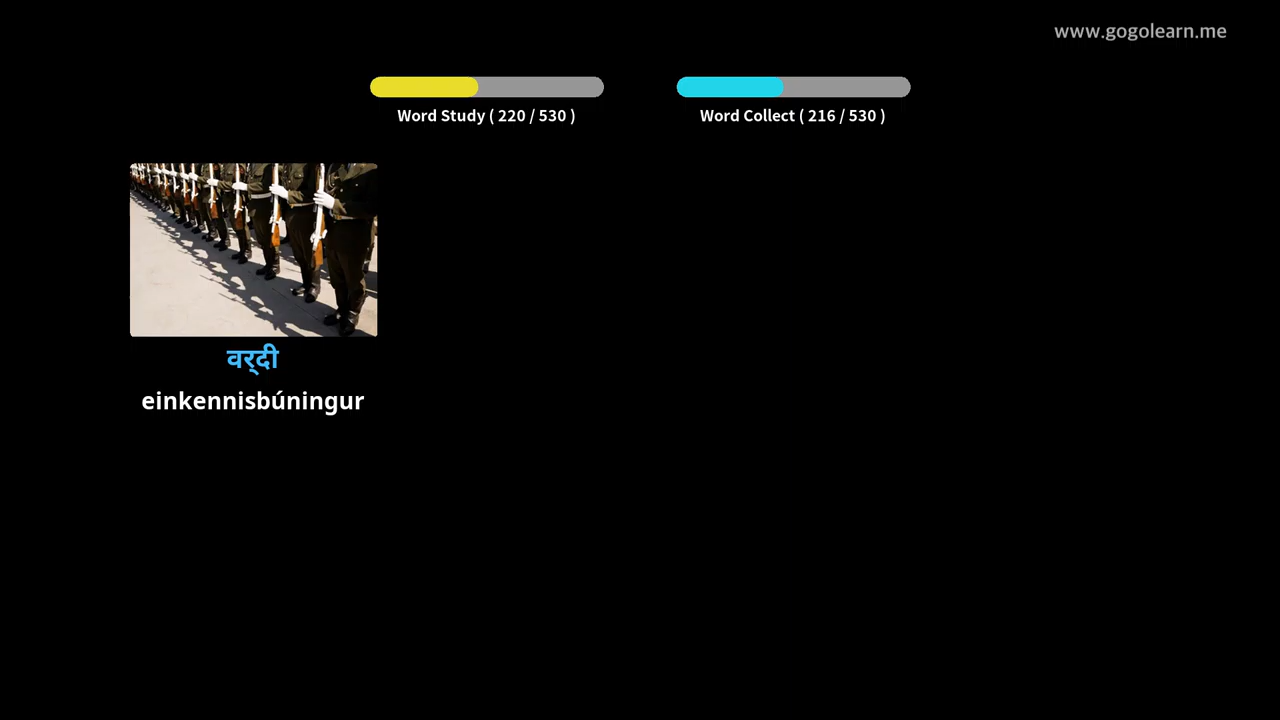 www.gogolearn.me
Word Study ( 220 / 530 )
Word Collect ( 216 / 530 )
वर्दी
einkennisbúningur